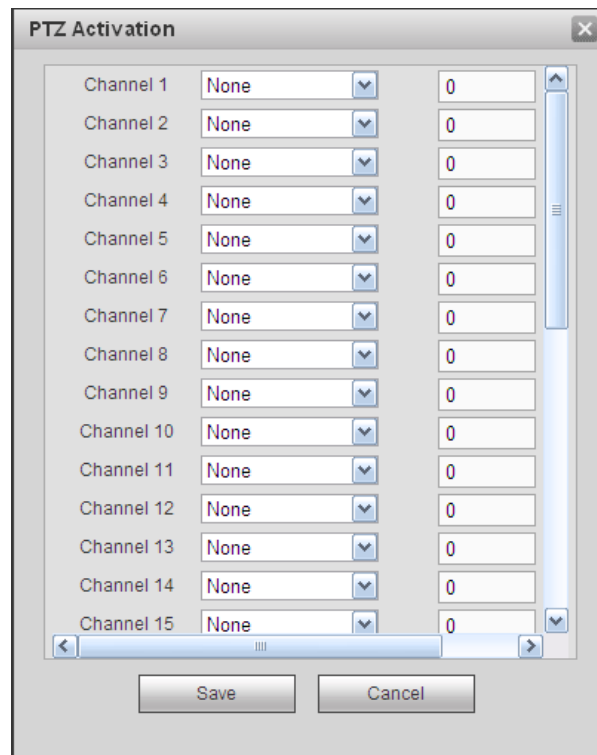 PTZ Activation
Channel 1 None 0
Channel 2 None 0
Channel 3 None 0
Channel 4 None 0
Channel 5 None 0
Channel 6 None 0
Channel 7 None 0
Channel 8 None 0
Channel 9 None 0
Channel 10 None 0
Channel 11 None 0
Channel 12 None 0
Channel 13 None 0
Channel 14 None 0
Channel 15 None 0
Save Cancel